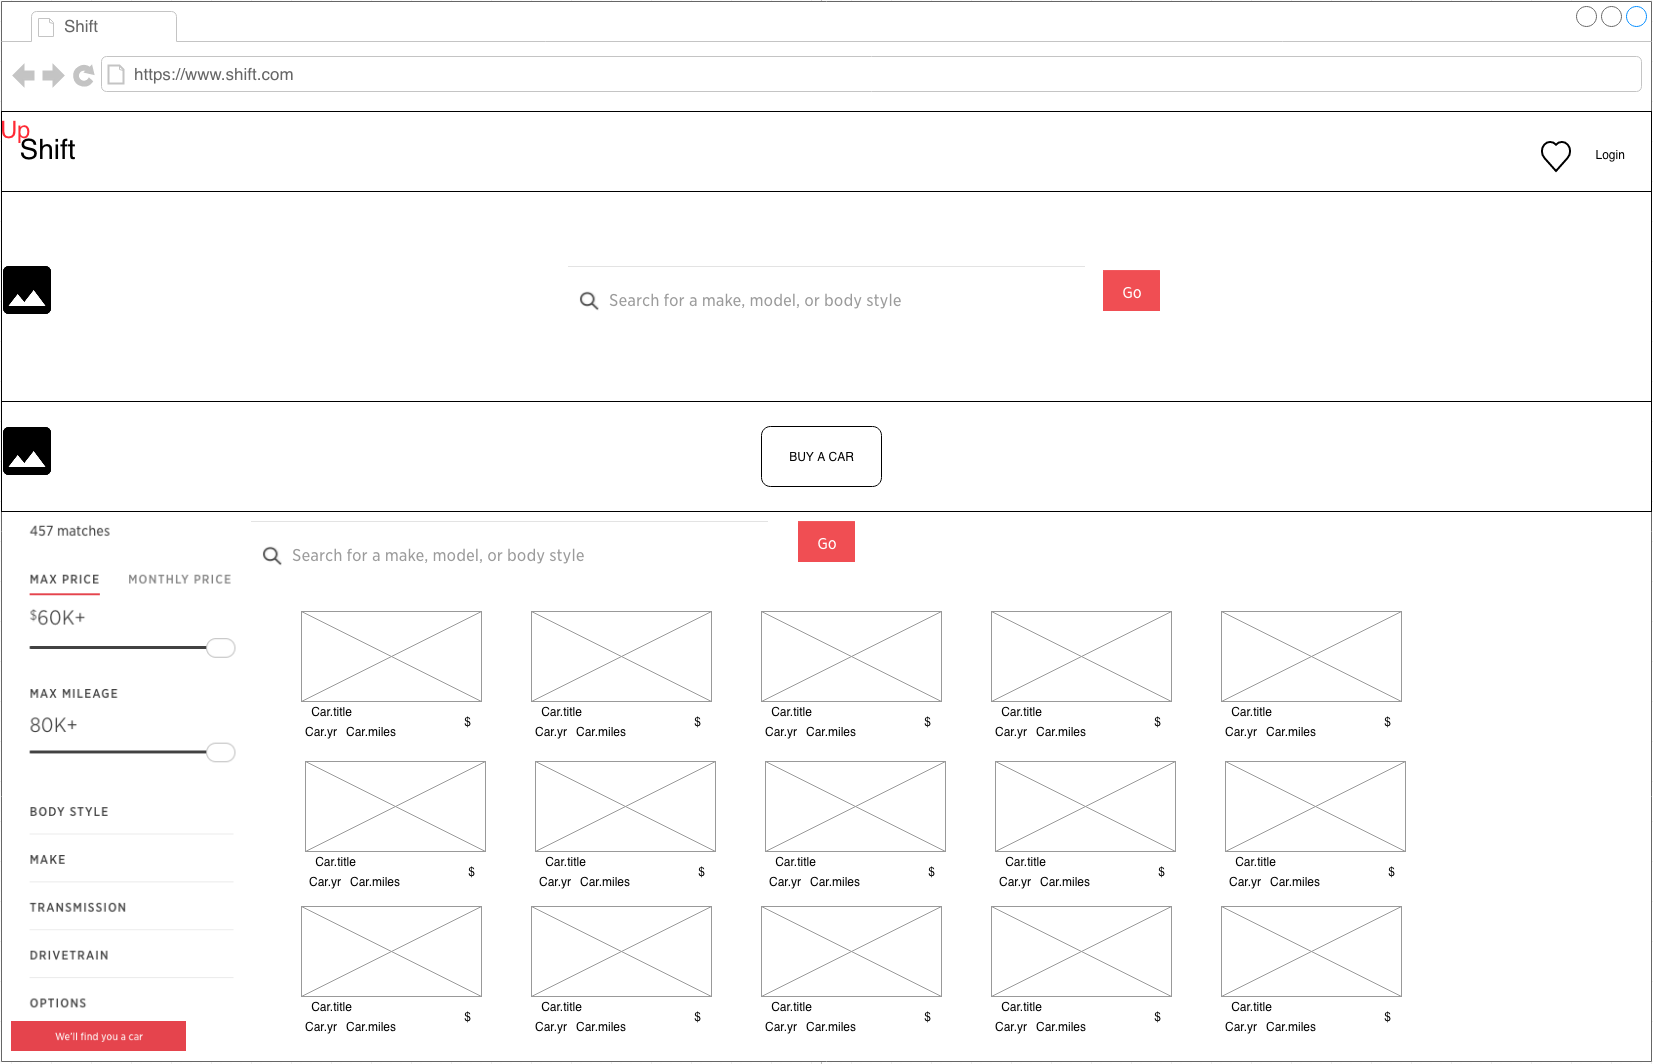 Shift
https://www.shift.com
Up
Shift
Login
Search for a make, model, or body style
Go
BUY A CAR
457 matches
Search for a make, model, or body style
Go
MAX PRICE MONTHLY PRICE
$60K+
MAX MILEAGE
80K+
BODY STYLE
MAKE
TRANSMISSION
DRIVETRAIN
OPTIONS
We'll find you a car
Car.title Car.title Car.title Car.title Car.title
$ $ $ $ $
Car.yr Car.miles Car.yr Car.miles Car.yr Car.miles Car.yr Car.miles Car.yr Car.miles
Car.title Car.title Car.title Car.title Car.title
$ $ $ $ $
Car.yr Car.miles Car.yr Car.miles Car.yr Car.miles Car.yr Car.miles Car.yr Car.miles
Car.title Car.title Car.title Car.title Car.title
$ $ $ $ $
Car.yr Car.miles Car.yr Car.miles Car.yr Car.miles Car.yr Car.miles Car.yr Car.miles